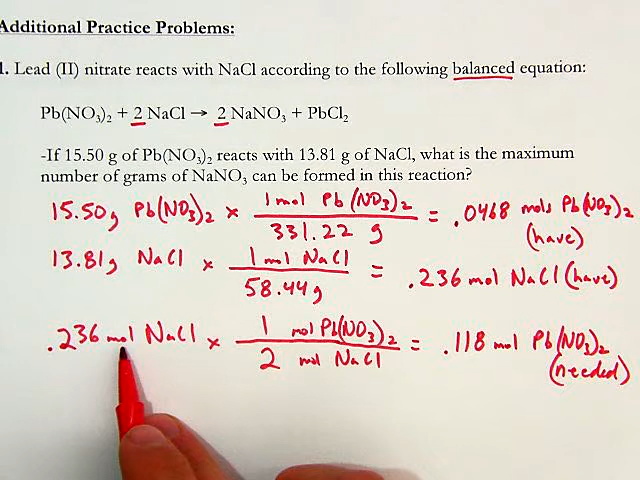 Additional Practice Problems:
1. Lead (II) nitrate reacts with NaCl according to the following balanced equation:
Pb(NO₃)₂ + 2 NaCl → 2 NaNO₃ + PbCl₂
-If 15.50 g of Pb(NO₃)₂ reacts with 13.81 g of NaCl, what is the maximum
number of grams of NaNO₃ can be formed in this reaction?
15.50g Pb(NO₃)₂ × 1 mol Pb(NO₃)₂ / 331.22 g = .0468 mols Pb(NO₃)₂ (have)
13.81g NaCl × 1 mol NaCl / 58.44g = .236 mol NaCl (have)
.236 mol NaCl × 1 mol Pb(NO₃)₂ / 2 mol NaCl = .118 mol Pb(NO₃)₂ (needed)